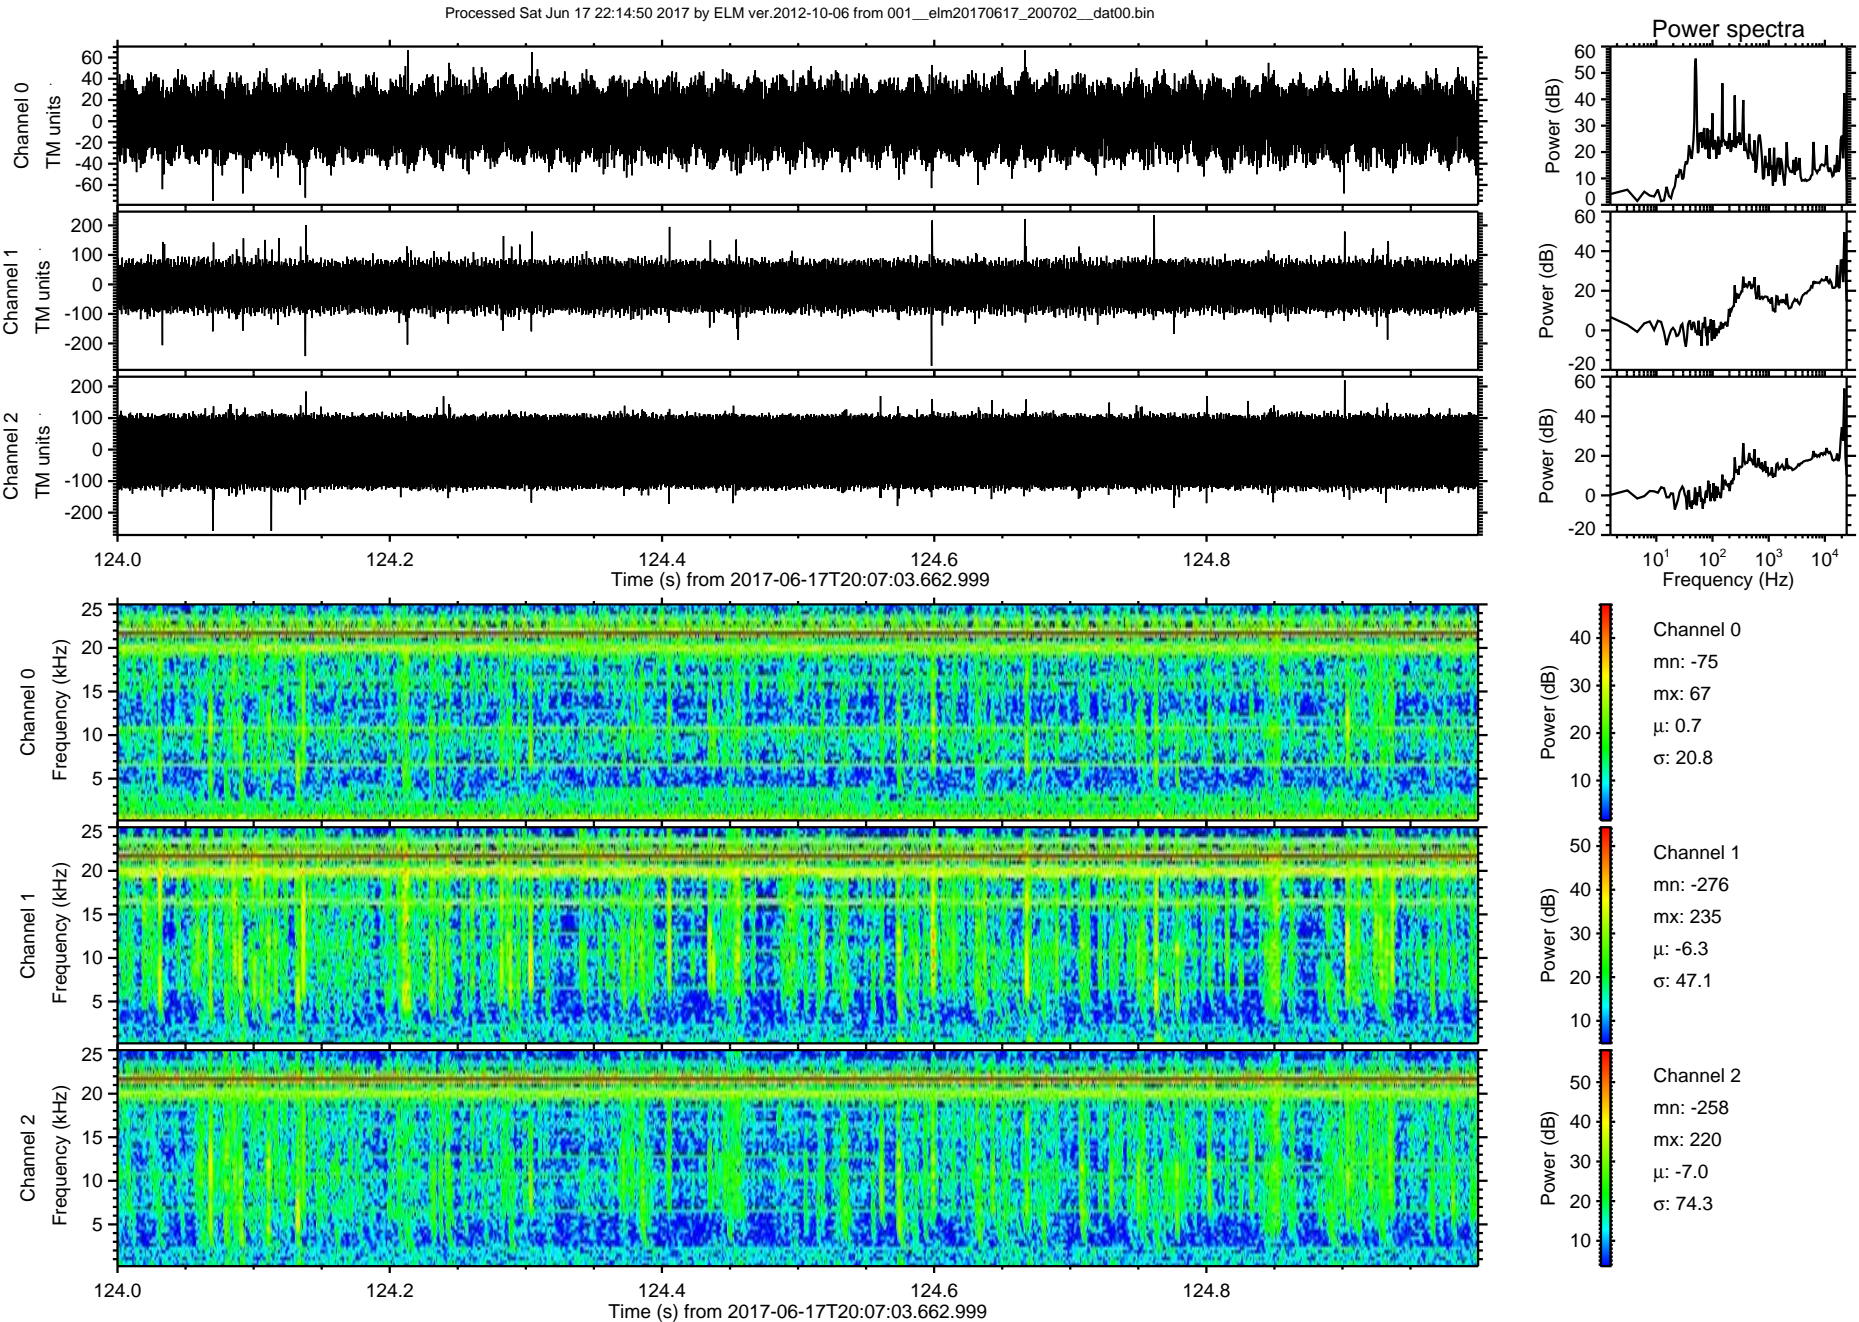 Processed Sat Jun 17 22:14:50 2017 by ELM ver.2012-10-06 from 001__elm20170617_200702__dat00.bin
Power spectra
Channel 0
TM units
60
40
20
0
-20
-40
-60
Power (dB)
60
50
40
30
20
10
0
Channel 1
TM units
200
100
0
-100
-200
Power (dB)
60
40
20
0
-20
Channel 2
TM units
200
100
0
-100
-200
Power (dB)
60
40
20
0
-20
124.0 124.2 124.4 124.6 124.8
Time (s) from 2017-06-17T20:07:03.662.999
10^1 10^2 10^3 10^4
Frequency (Hz)
Channel 0
Frequency (kHz)
25
20
15
10
5
Power (dB)
40
30
20
10
Channel 0
mn: -75
mx: 67
μ: 0.7
σ: 20.8
Channel 1
Frequency (kHz)
25
20
15
10
5
Power (dB)
50
40
30
20
10
Channel 1
mn: -276
mx: 235
μ: -6.3
σ: 47.1
Channel 2
Frequency (kHz)
25
20
15
10
5
Power (dB)
50
40
30
20
10
Channel 2
mn: -258
mx: 220
μ: -7.0
σ: 74.3
124.0 124.2 124.4 124.6 124.8
Time (s) from 2017-06-17T20:07:03.662.999